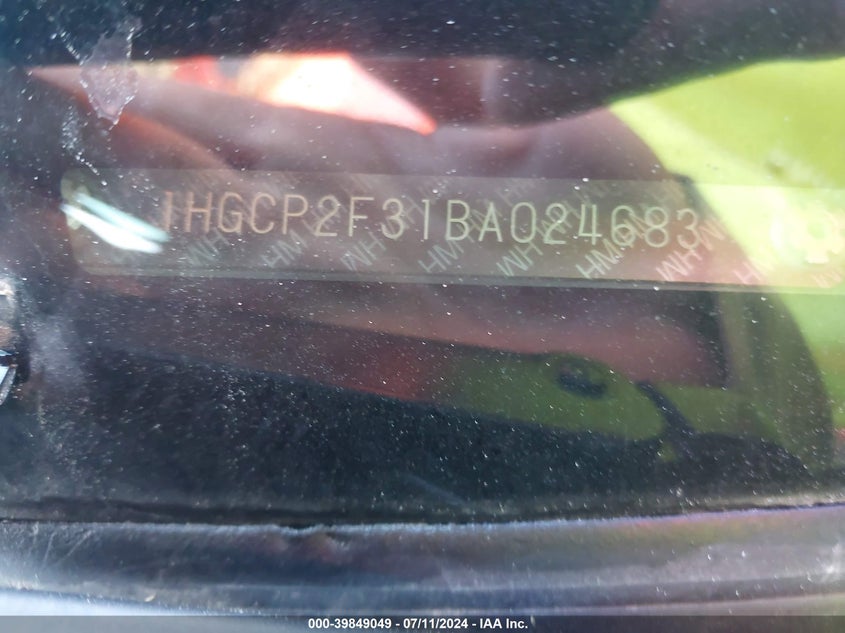 1HGCP2F31BA024683
000-39849049 - 07/11/2024 - IAA Inc.